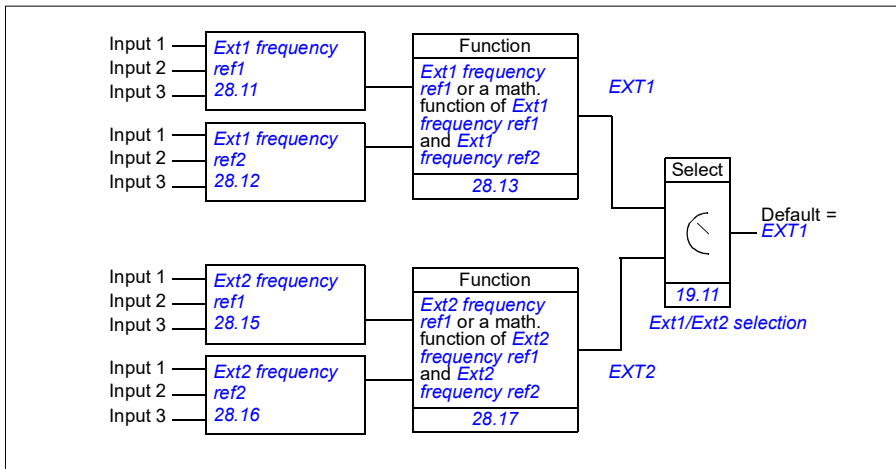 Input 1
Input 2
Input 3
Ext1 frequency
ref1
28.11
Input 1
Input 2
Input 3
Ext1 frequency
ref2
28.12
Function
Ext1 frequency
ref1 or a math.
function of Ext1
frequency ref1
and Ext1
frequency ref2
28.13
EXT1
Input 1
Input 2
Input 3
Ext2 frequency
ref1
28.15
Input 1
Input 2
Input 3
Ext2 frequency
ref2
28.16
Function
Ext2 frequency
ref1 or a math.
function of Ext2
frequency ref1
and Ext2
frequency ref2
28.17
EXT2
Select
19.11
Ext1/Ext2 selection
Default =
EXT1